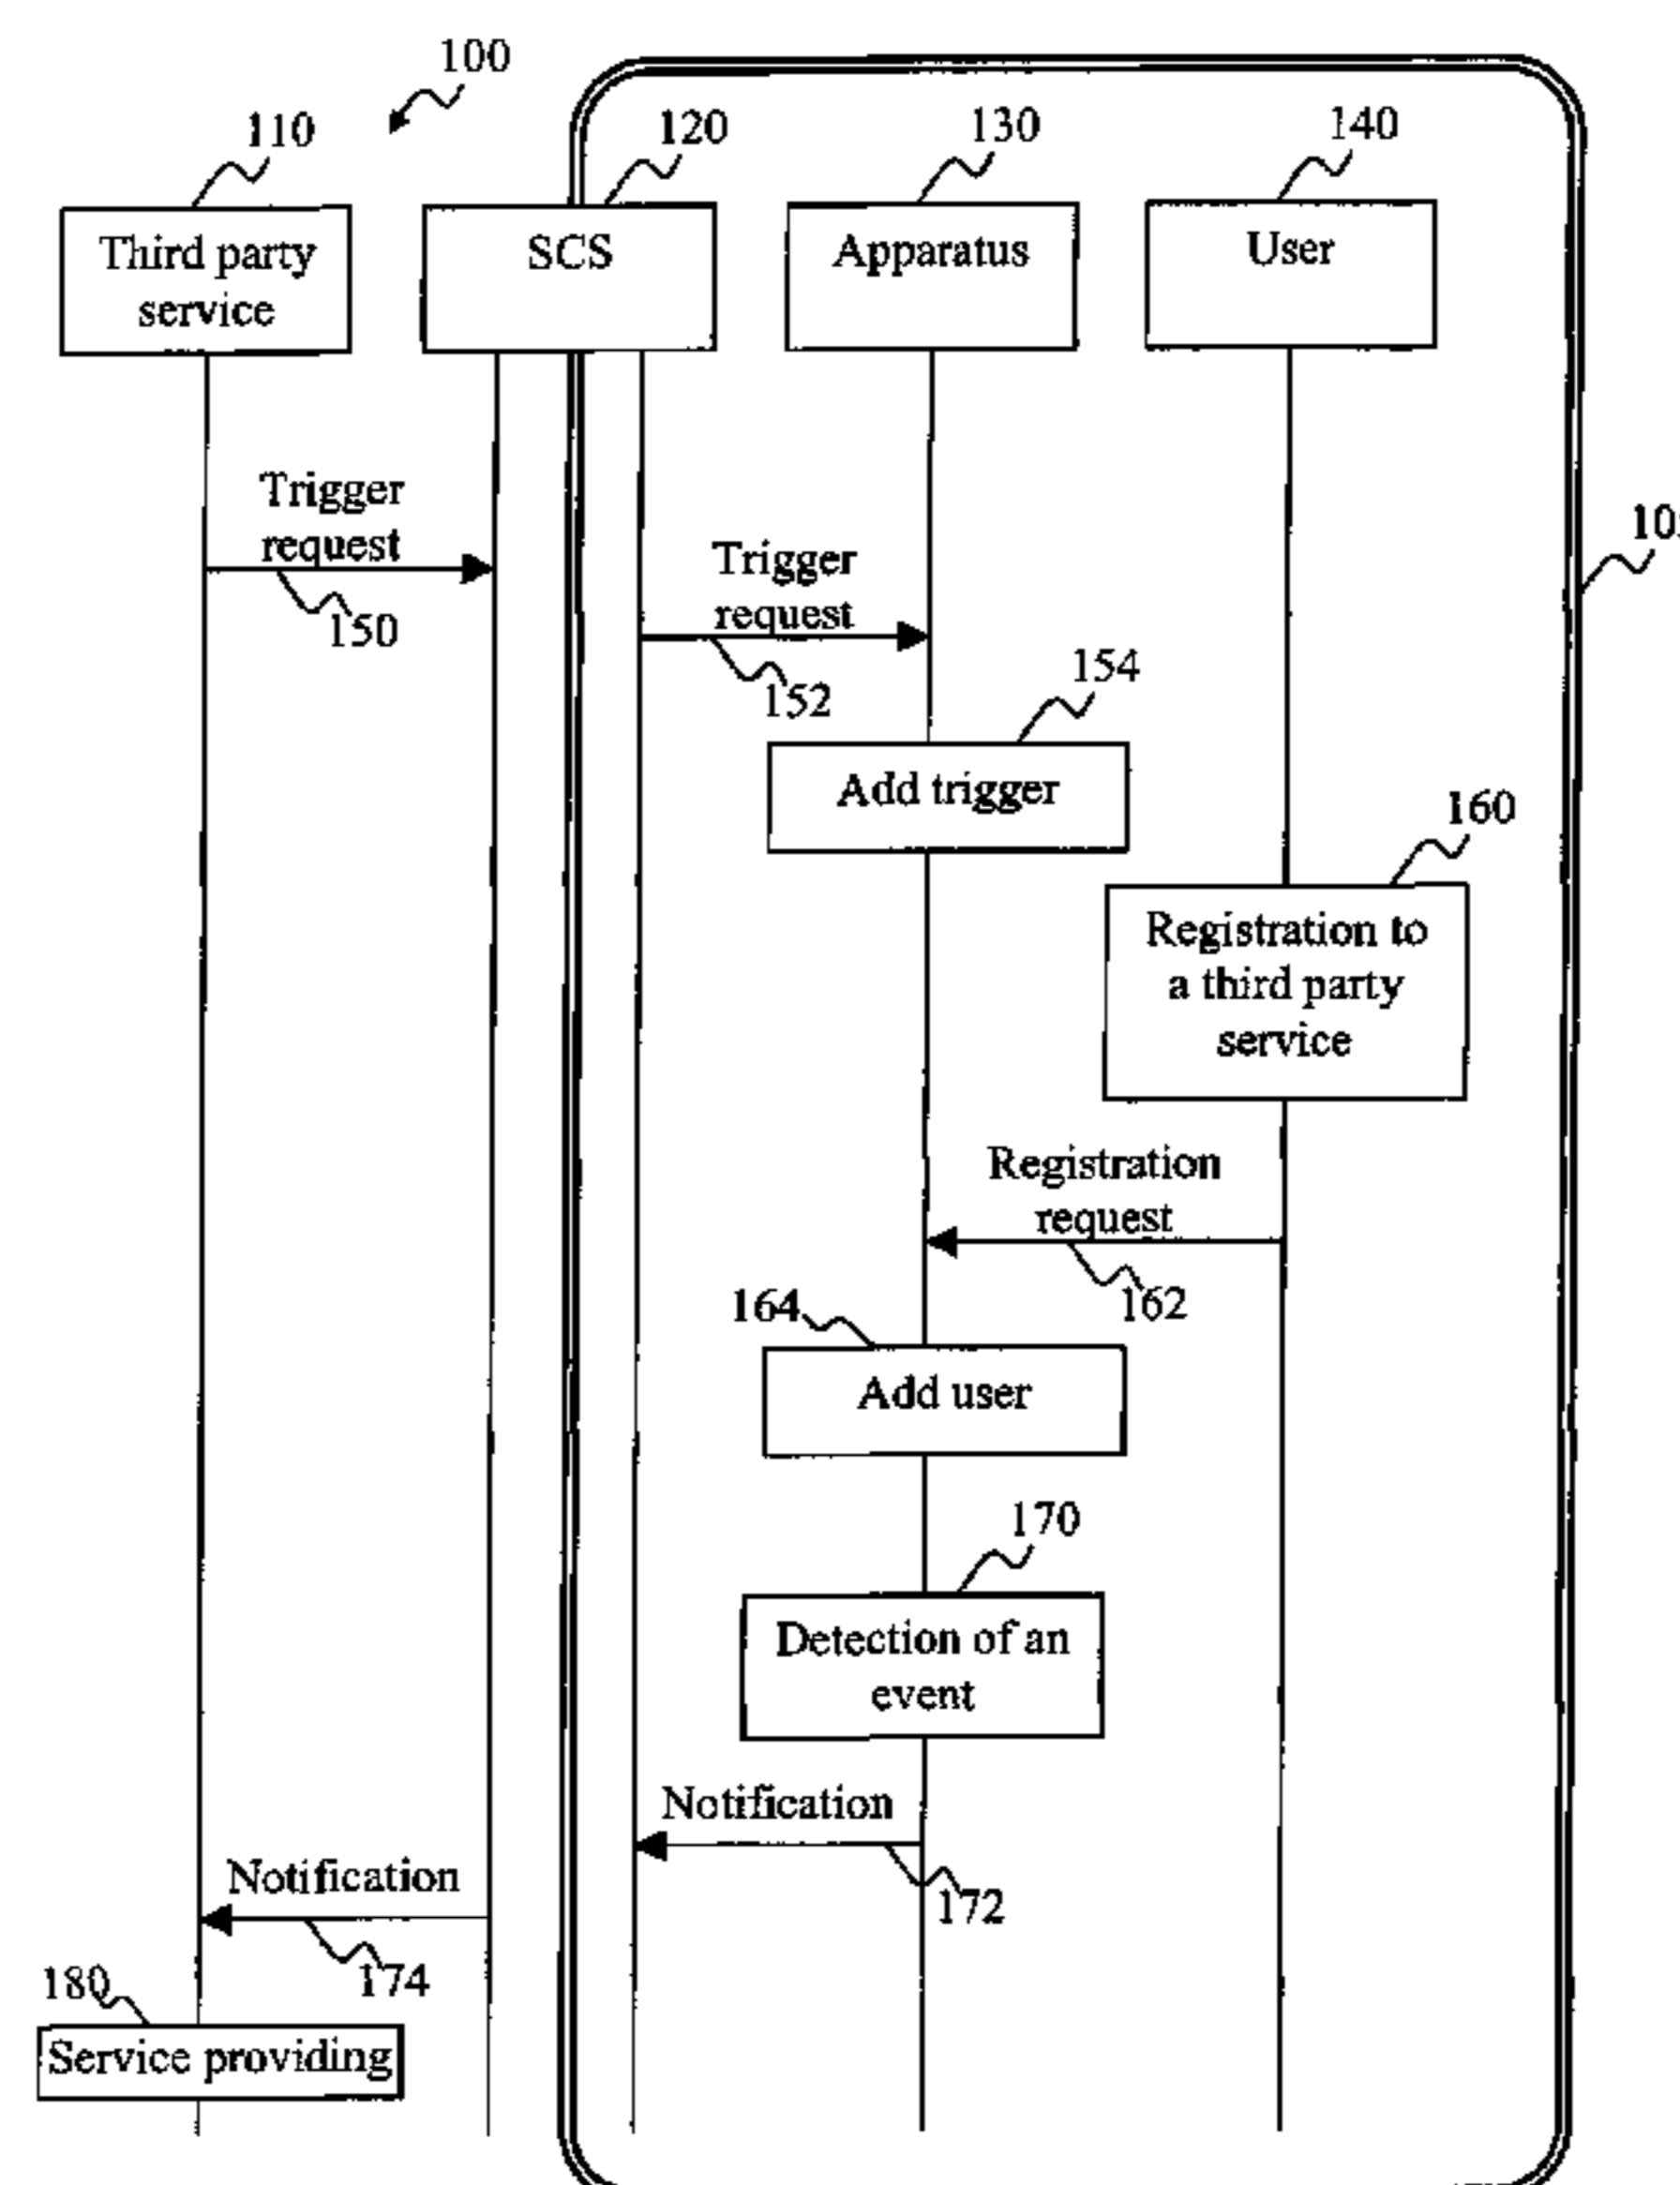 100
110
120
130
140
Third party
service
SCS
Apparatus
User
Trigger
request
150
Trigger
request
152
154
Add trigger
160
Registration to
a third party
service
Registration
request
162
164
Add user
170
Detection of an
event
Notification
172
Notification
174
180
Service providing